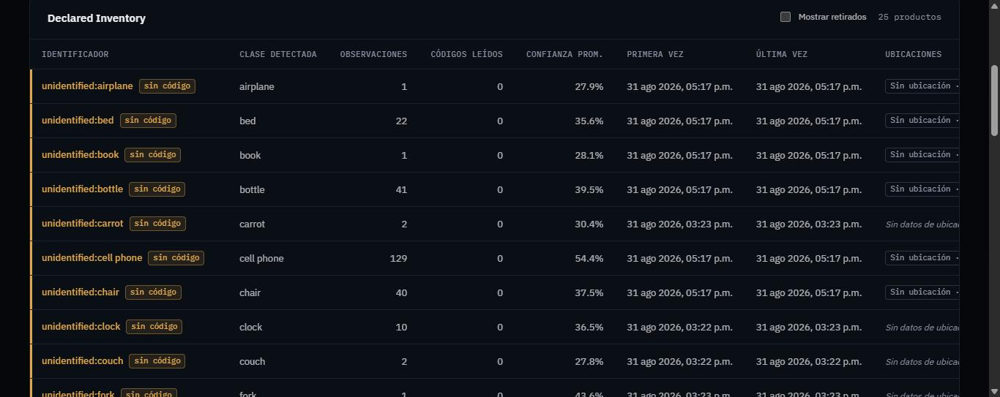 Declared Inventory
Mostrar retirados 25 productos
IDENTIFICADOR CLASE DETECTADA OBSERVACIONES CÓDIGOS LEÍDOS CONFIANZA PROM. PRIMERA VEZ ÚLTIMA VEZ UBICACIONES
unidentified:airplane sin código airplane 1 0 27.9% 31 ago 2026, 05:17 p.m. 31 ago 2026, 05:17 p.m. Sin ubicación ·
unidentified:bed sin código bed 22 0 35.6% 31 ago 2026, 05:17 p.m. 31 ago 2026, 05:17 p.m. Sin ubicación ·
unidentified:book sin código book 1 0 28.1% 31 ago 2026, 05:17 p.m. 31 ago 2026, 05:17 p.m. Sin ubicación ·
unidentified:bottle sin código bottle 41 0 39.5% 31 ago 2026, 05:17 p.m. 31 ago 2026, 05:17 p.m. Sin ubicación ·
unidentified:carrot sin código carrot 2 0 30.4% 31 ago 2026, 03:23 p.m. 31 ago 2026, 03:23 p.m. Sin datos de ubica
unidentified:cell phone sin código cell phone 129 0 54.4% 31 ago 2026, 05:17 p.m. 31 ago 2026, 05:17 p.m. Sin ubicación ·
unidentified:chair sin código chair 40 0 37.5% 31 ago 2026, 05:17 p.m. 31 ago 2026, 05:17 p.m. Sin ubicación ·
unidentified:clock sin código clock 10 0 36.5% 31 ago 2026, 03:22 p.m. 31 ago 2026, 03:23 p.m. Sin datos de ubica
unidentified:couch sin código couch 2 0 27.8% 31 ago 2026, 03:22 p.m. 31 ago 2026, 03:22 p.m. Sin datos de ubica
unidentified:fork sin código fork 1 0 43.6% 31 ago 2026, 03:23 p.m. 31 ago 2026, 03:23 p.m. Sin datos de ubica